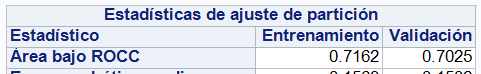 Estadísticas de ajuste de partición
Estadístico Entrenamiento Validación
Área bajo ROCC 0.7162 0.7025